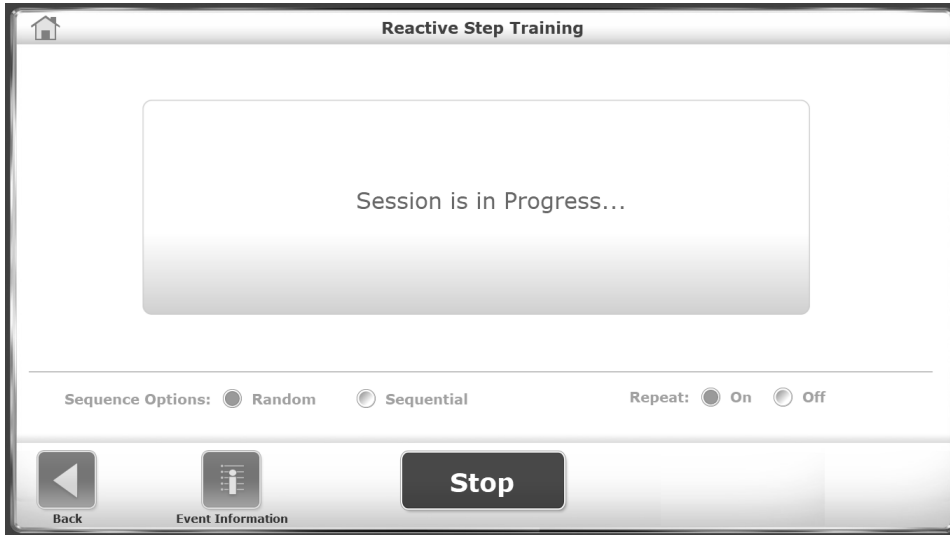 Reactive Step Training
Session is in Progress...
Sequence Options: Random Sequential Repeat: On Off
Stop
Back Event Information